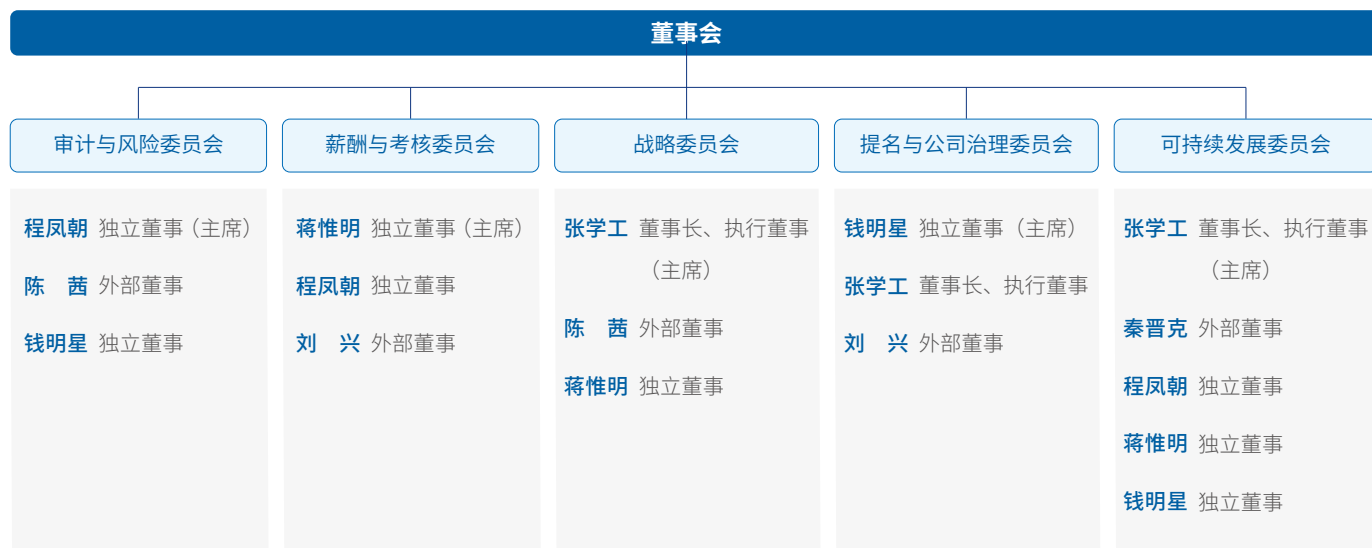 董事会
审计与风险委员会
程凤朝 独立董事（主席）
陈　茜 外部董事
钱明星 独立董事
薪酬与考核委员会
蒋惟明 独立董事（主席）
程凤朝 独立董事
刘　兴 外部董事
战略委员会
张学工 董事长、执行董事
（主席）
陈　茜 外部董事
蒋惟明 独立董事
提名与公司治理委员会
钱明星 独立董事（主席）
张学工 董事长、执行董事
刘　兴 外部董事
可持续发展委员会
张学工 董事长、执行董事
（主席）
秦晋克 外部董事
程凤朝 独立董事
蒋惟明 独立董事
钱明星 独立董事